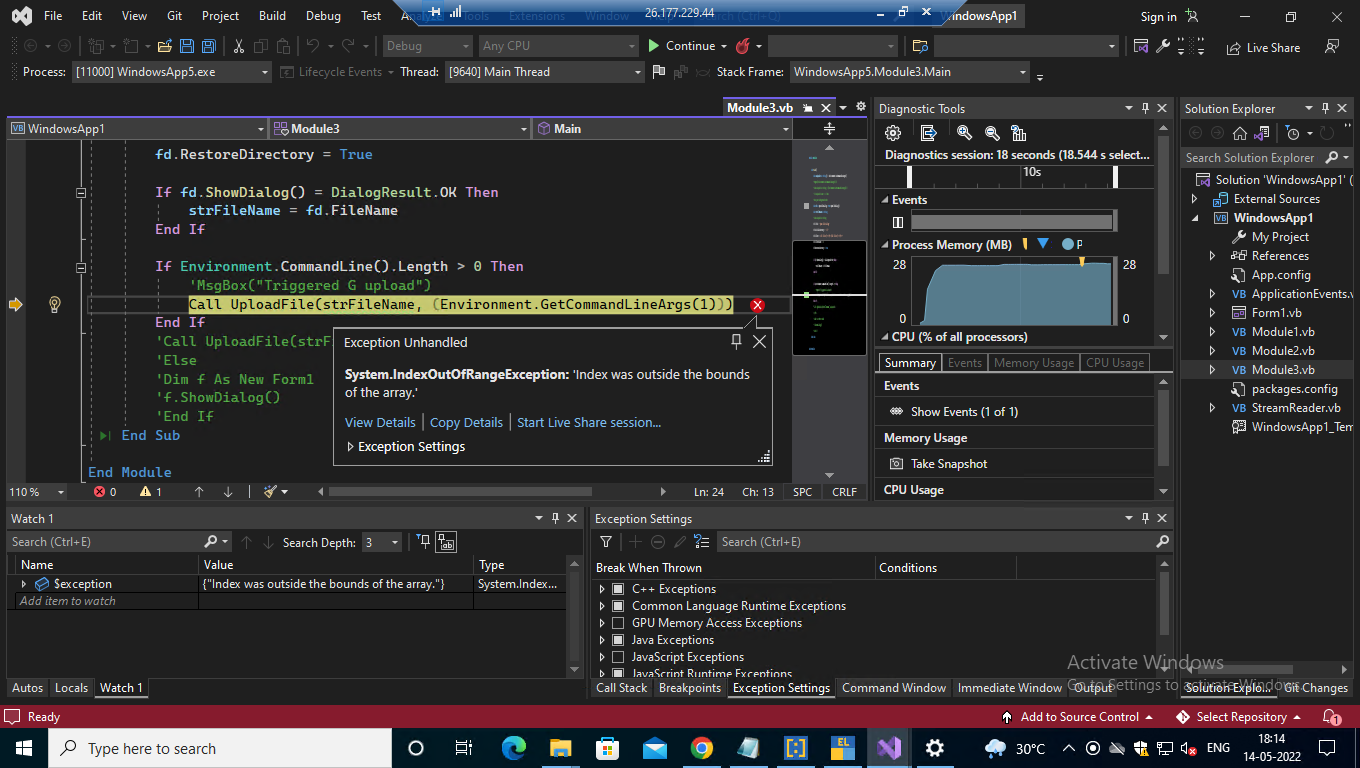 File Edit View Git Project Build Debug Test Analyze Tools Extensions Window Search (Ctrl+Q) 26.177.229.44 WindowsApp1 Sign in
Debug Any CPU Continue Live Share
Process: [11000] WindowsApp5.exe Lifecycle Events Thread: [9640] Main Thread Stack Frame: WindowsApp5.Module3.Main
Module3.vb
VB WindowsApp1 Module3 Main
fd.RestoreDirectory = True
If fd.ShowDialog() = DialogResult.OK Then
strFileName = fd.FileName
End If
If Environment.CommandLine().Length > 0 Then
'MsgBox("Triggered G upload")
Call UploadFile(strFileName, (Environment.GetCommandLineArgs(1)))
End If
'Call UploadFile(strF
'Else
'Dim f As New Form1
'f.ShowDialog()
'End If
End Sub
End Module
Exception Unhandled
System.IndexOutOfRangeException: 'Index was outside the bounds
of the array.'
View Details Copy Details Start Live Share session...
Exception Settings
110 % 0 1 Ln: 24 Ch: 13 SPC CRLF
Diagnostic Tools
Diagnostics session: 18 seconds (18.544 s select...
10s
Events
Process Memory (MB) P
28 28
0 0
CPU (% of all processors)
Summary Events Memory Usage CPU Usage
Events
Show Events (1 of 1)
Memory Usage
Take Snapshot
CPU Usage
Solution Explorer
Search Solution Explorer
Solution 'WindowsApp1' (
External Sources
VB WindowsApp1
My Project
References
App.config
VB ApplicationEvents.v
Form1.vb
VB Module1.vb
VB Module2.vb
VB Module3.vb
packages.config
VB StreamReader.vb
WindowsApp1_Tem
Watch 1
Search (Ctrl+E) Search Depth: 3
Name Value Type
$exception {"Index was outside the bounds of the array."} System.Index...
Add item to watch
Autos Locals Watch 1
Exception Settings
Search (Ctrl+E)
Break When Thrown Conditions
C++ Exceptions
Common Language Runtime Exceptions
GPU Memory Access Exceptions
Java Exceptions
JavaScript Exceptions
JavaScript Runtime Exceptions
Call Stack Breakpoints Exception Settings Command Window Immediate Window Output
Activate Windows
Go to Settings to activate Windows.
Solution Explo... Git Changes
Ready Add to Source Control Select Repository 1
Type here to search EL 30°C ENG 18:14
14-05-2022